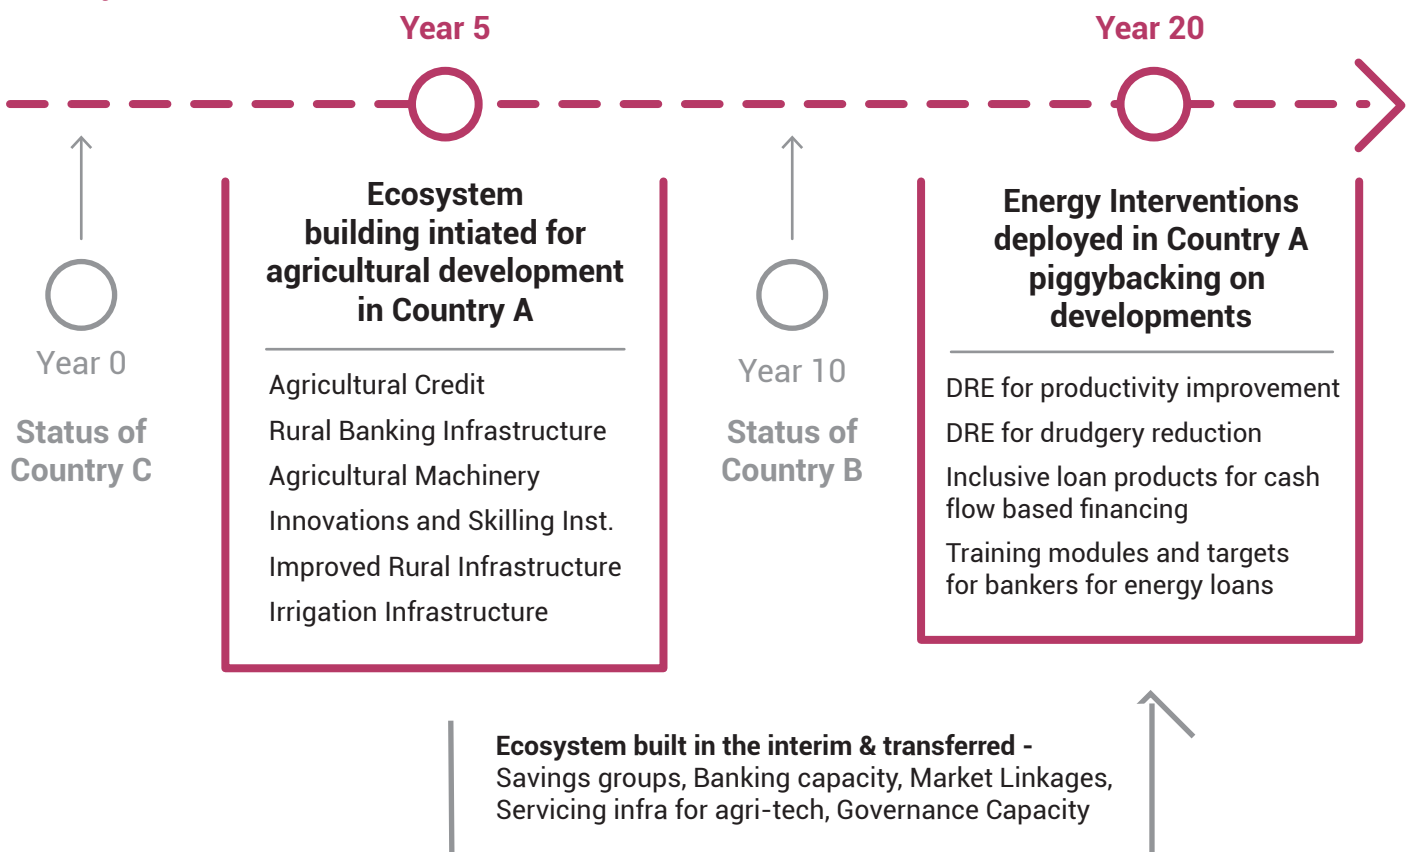 Year 5
Year 20
Ecosystem
building intiated for
agricultural development
in Country A
Agricultural Credit
Rural Banking Infrastructure
Agricultural Machinery
Innovations and Skilling Inst.
Improved Rural Infrastructure
Irrigation Infrastructure
Energy Interventions
deployed in Country A
piggybacking on
developments
DRE for productivity improvement
DRE for drudgery reduction
Inclusive loan products for cash
flow based financing
Training modules and targets
for bankers for energy loans
Year 0
Status of
Country C
Year 10
Status of
Country B
Ecosystem built in the interim & transferred -
Savings groups, Banking capacity, Market Linkages,
Servicing infra for agri-tech, Governance Capacity